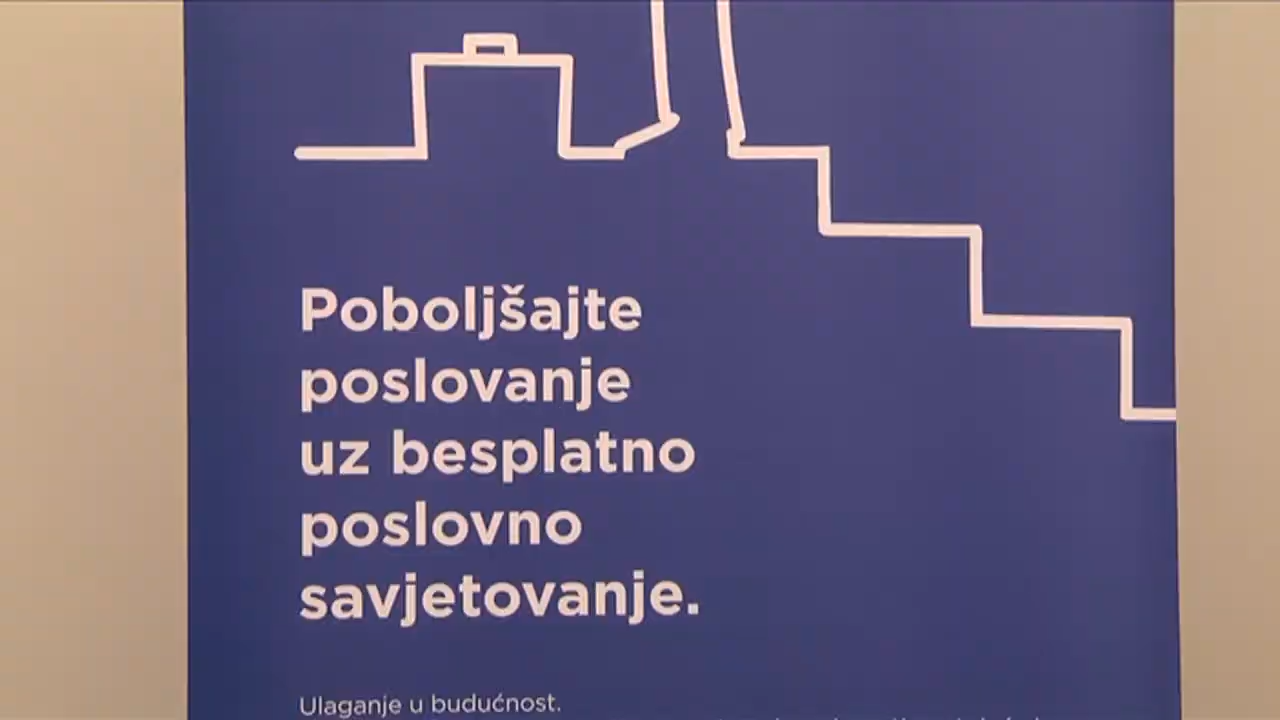 Poboljšajte
poslovanje
uz besplatno
poslovno
savjetovanje.
Ulaganje u budućnost.